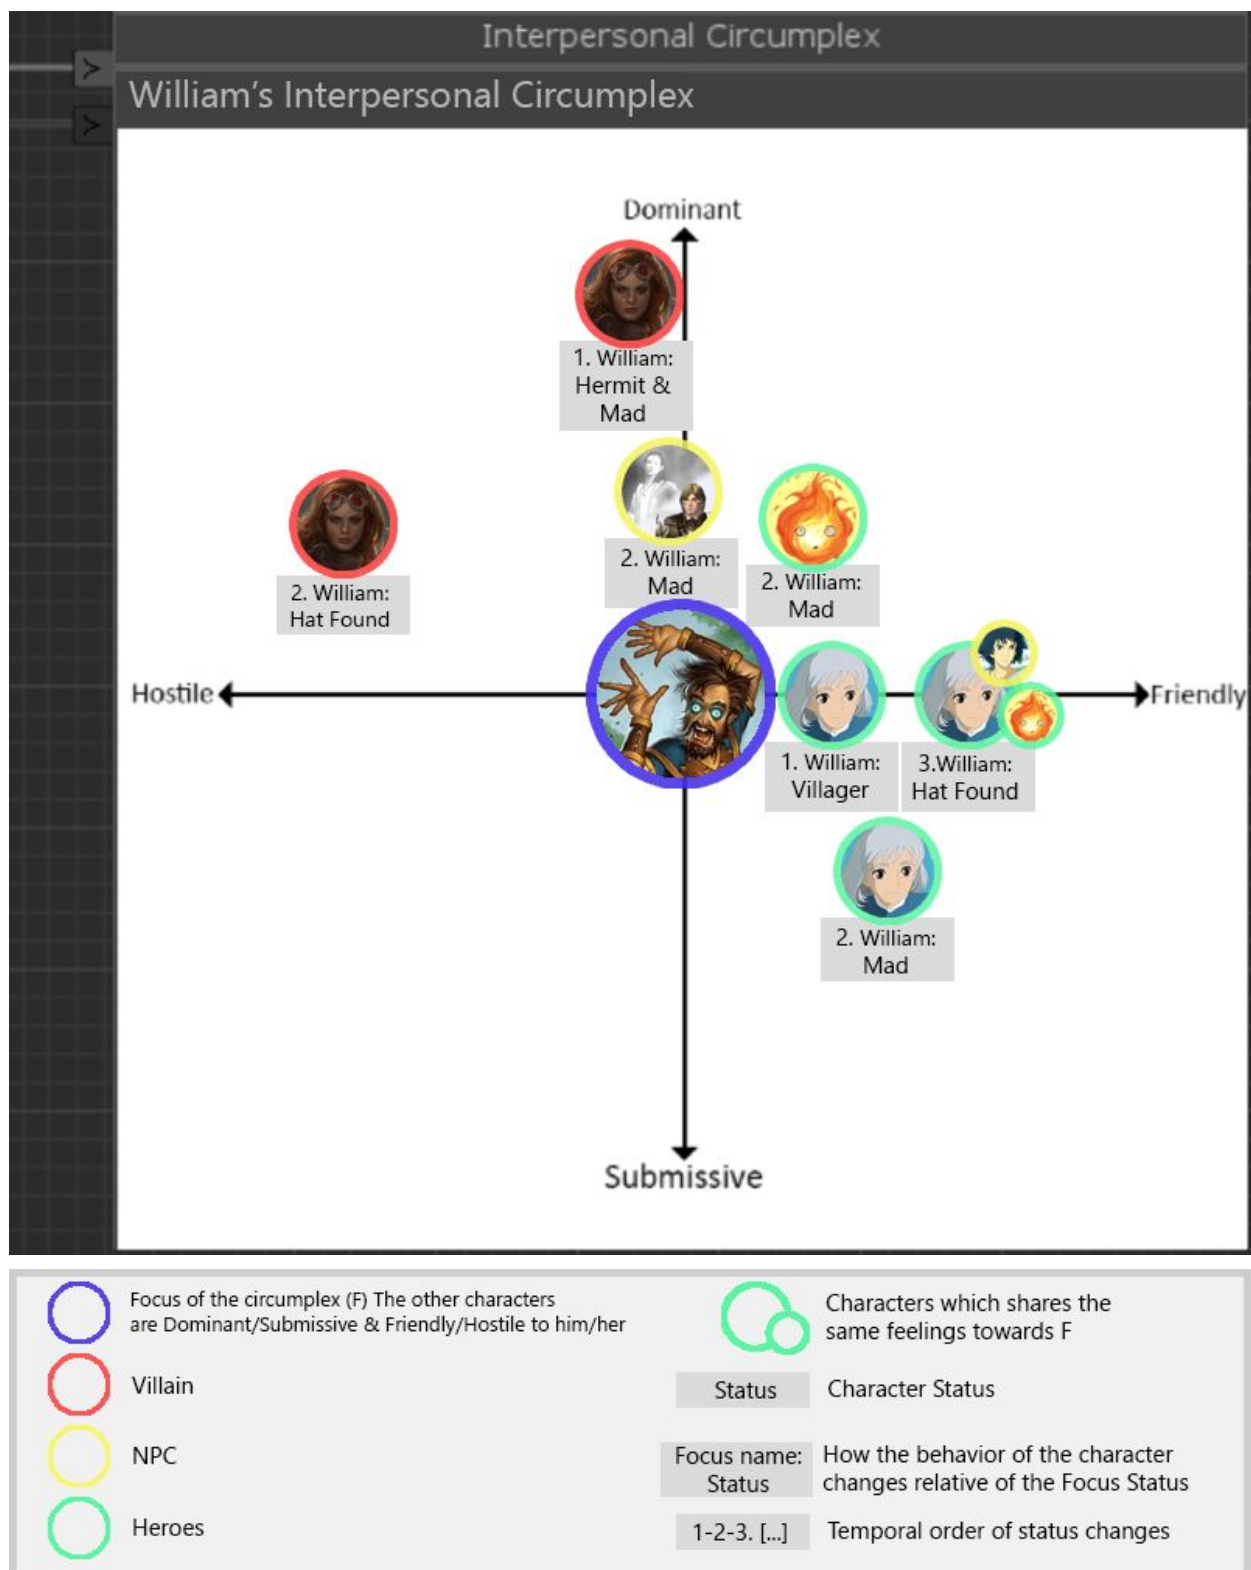 Interpersonal Circumplex
William's Interpersonal Circumplex
Dominant
1. William:
Hermit &
Mad
2. William:
Mad
2. William:
Mad
2. William:
Hat Found
Hostile
Friendly
1. William:
Villager
3.William:
Hat Found
2. William:
Mad
Submissive
Focus of the circumplex (F) The other characters
are Dominant/Submissive & Friendly/Hostile to him/her
Villain
NPC
Heroes
Characters which shares the
same feelings towards F
Status
Character Status
Focus name:
Status
How the behavior of the character
changes relative of the Focus Status
1-2-3. [...]
Temporal order of status changes